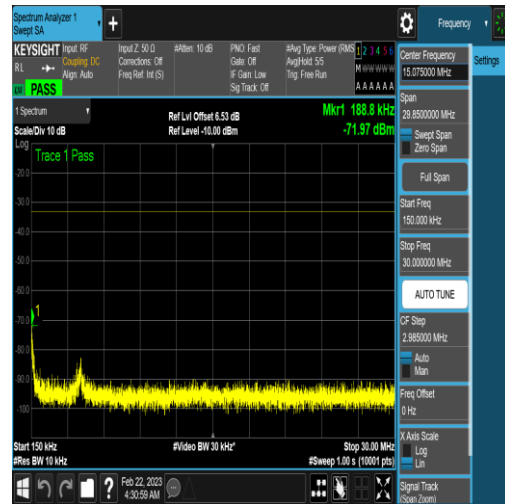 Spectrum Analyzer 1
Swept SA
+
Frequency
KEYSIGHT
Input: RF
Coupling: DC
Align: Auto
Input Z: 50 Ω
Corrections: Off
Freq Ref: Int (S)
#Atten: 10 dB
PNO: Fast
Gate: Off
IF Gain: Low
Sig Track: Off
#Avg Type: Power (RMS
Avg|Hold: 5/5
Trig: Free Run
1 2 3 4 5 6
M W W W W W
A A A A A A
R L
PASS
Settings
1 Spectrum
Scale/Div 10 dB
Log
Ref Lvl Offset 6.53 dB
Ref Level -10.00 dBm
Mkr1 188.8 kHz
-71.97 dBm
Trace 1 Pass
-20.0
-30.0
-40.0
-50.0
-60.0
-70.0
-80.0
-90.0
-100
1
Start 150 kHz
#Res BW 10 kHz
#Video BW 30 kHz*
Stop 30.00 MHz
#Sweep 1.00 s (10001 pts)
Feb 22, 2023
4:30:59 AM
?
Center Frequency
15.075000 MHz
Span
29.8500000 MHz
Swept Span
Zero Span
Full Span
Start Freq
150.000 kHz
Stop Freq
30.000000 MHz
AUTO TUNE
CF Step
2.985000 MHz
Auto
Man
Freq Offset
0 Hz
X Axis Scale
Log
Lin
Signal Track
(Span Zoom)